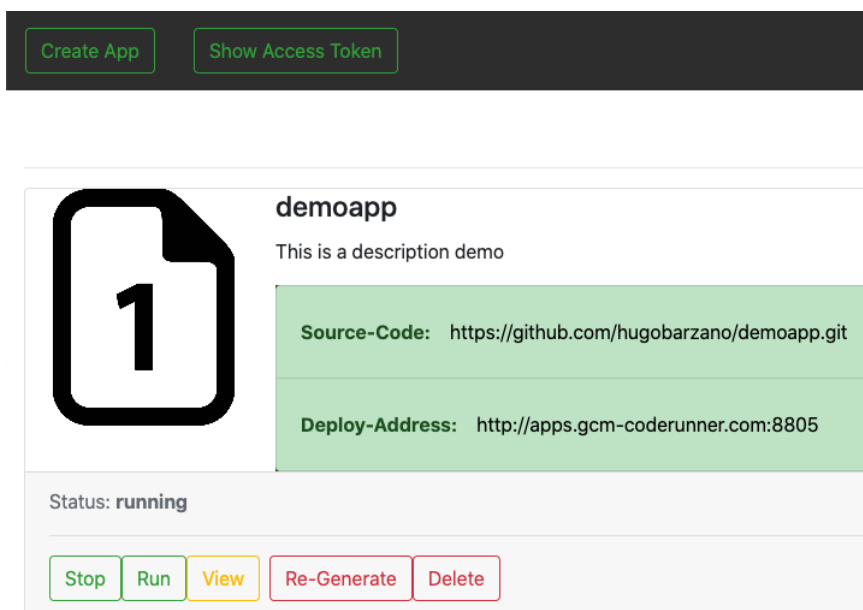 Create App Show Access Token
demoapp
This is a description demo
1
Source-Code: https://github.com/hugobarzano/demoapp.git
Deploy-Address: http://apps.gcm-coderunner.com:8805
Status: running
Stop Run View Re-Generate Delete